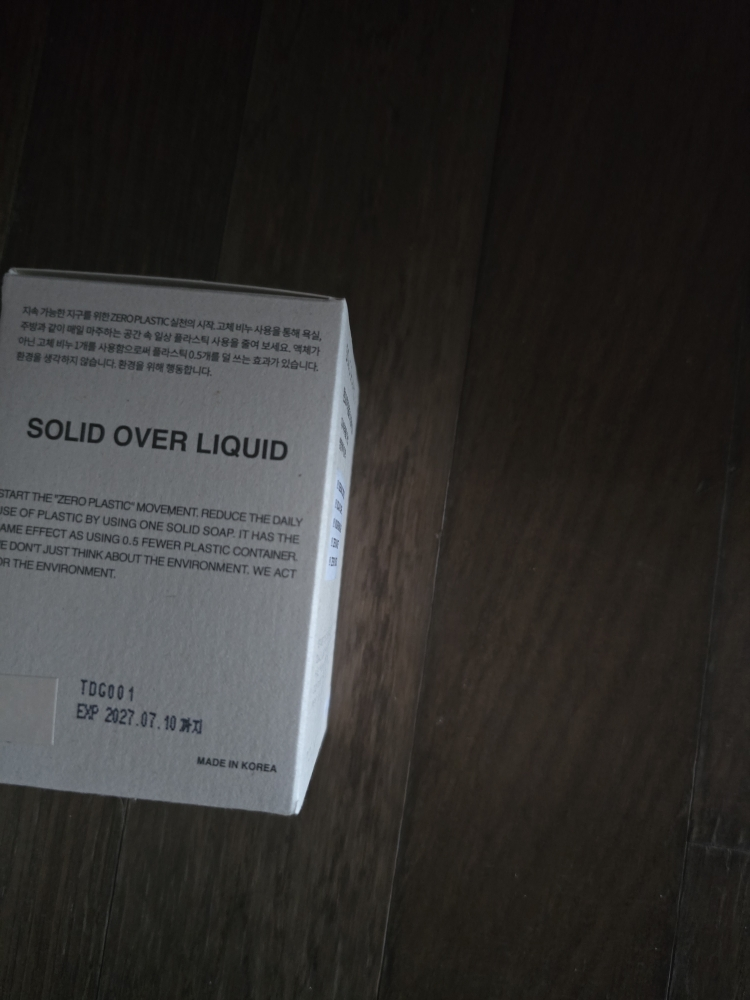 지속 가능한 지구를 위한 ZERO PLASTIC 실천의 시작. 고체 비누 사용을 통해 욕실,
주방과 같이 매일 마주하는 공간 속 일상 플라스틱 사용을 줄여 보세요. 액체가
아닌 고체 비누 1개를 사용함으로써 플라스틱 0.5개를 덜 쓰는 효과가 있습니다.
환경을 생각하지 않습니다. 환경을 위해 행동합니다.
SOLID OVER LIQUID
START THE "ZERO PLASTIC" MOVEMENT. REDUCE THE DAILY
USE OF PLASTIC BY USING ONE SOLID SOAP. IT HAS THE
AME EFFECT AS USING 0.5 FEWER PLASTIC CONTAINER.
E DON'T JUST THINK ABOUT THE ENVIRONMENT. WE ACT
OR THE ENVIRONMENT.
TDG001
EXP 2027.07.10 까지
MADE IN KOREA